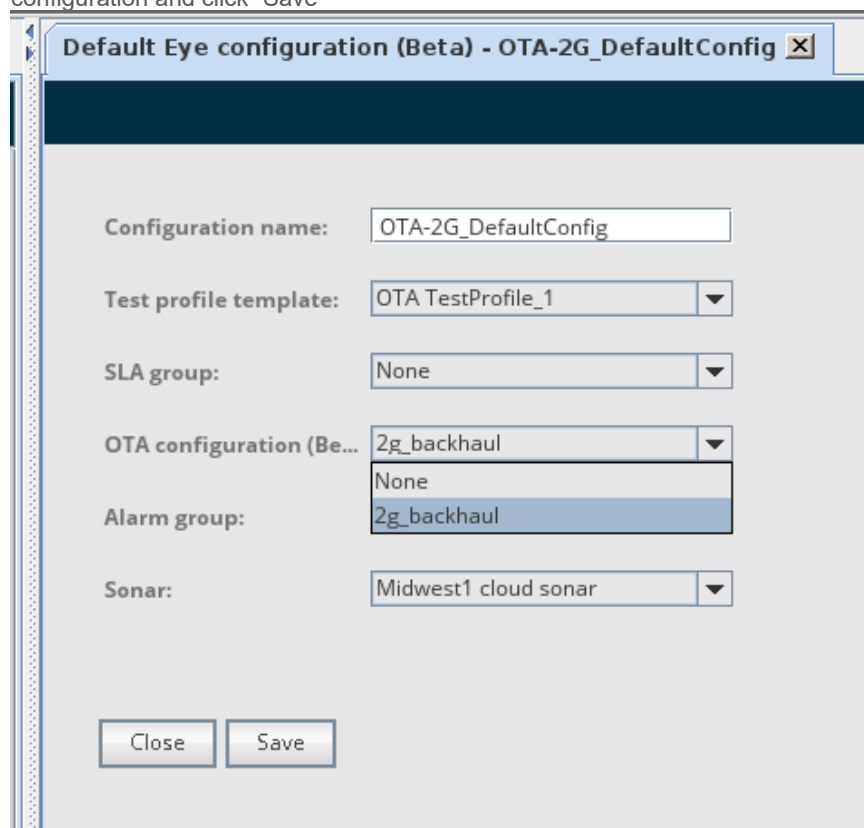 configuration and click "Save"
Default Eye configuration (Beta) - OTA-2G_DefaultConfig
Configuration name: OTA-2G_DefaultConfig
Test profile template: OTA TestProfile_1
SLA group: None
OTA configuration (Be... 2g_backhaul
None
Alarm group: 2g_backhaul
Sonar: Midwest1 cloud sonar
Close Save